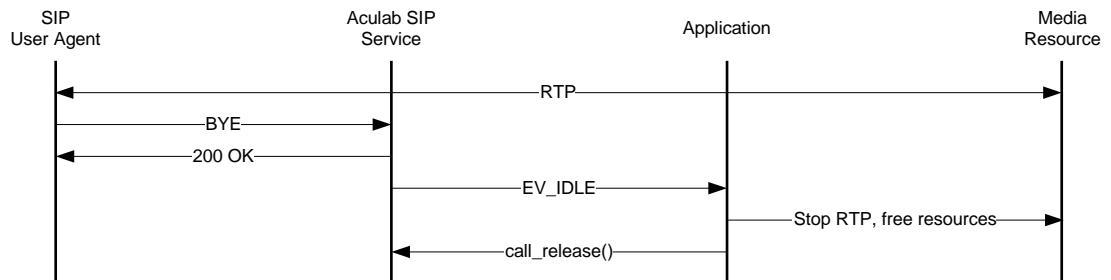 SIP
User Agent
Aculab SIP
Service
Application
Media
Resource
RTP
BYE
200 OK
EV_IDLE
Stop RTP, free resources
call_release()